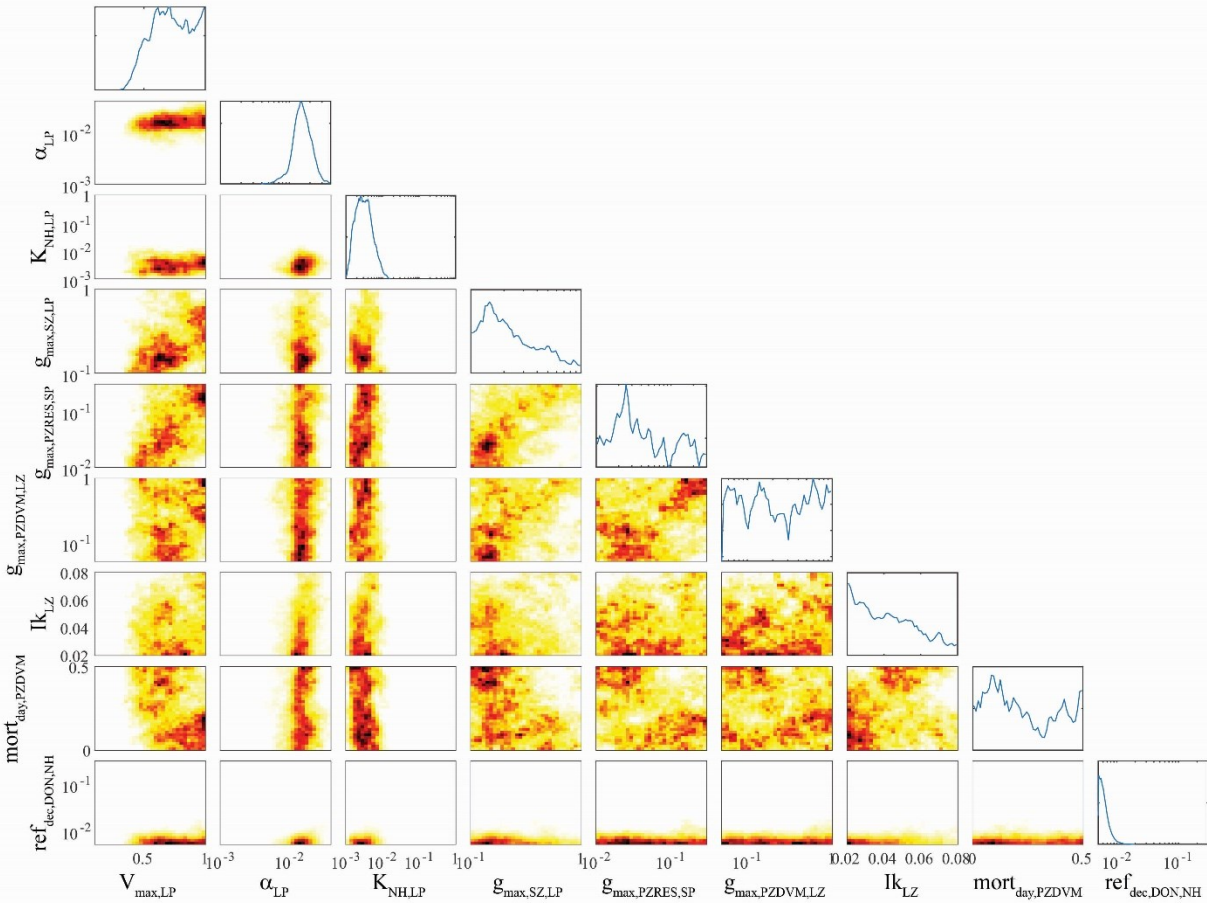 α_LP
10^-2
10^-3
K_NH,LP
1
10^-1
10^-2
10^-3
g_max,SZ,LP
1
10^-1
g_max,PZRES,SP
10^-1
10^-2
g_max,PZDVM,LZ
1
10^-1
Ik_LZ
0.08
0.06
0.04
0.02
mort_day,PZDVM
0.5
0
ref_dec,DON,NH
10^-1
10^-2
0.5 1 10^-3 10^-2 10^-3 10^-2 10^-1 1 10^-1 1 10^-2 10^-1 10^-1 1 0.02 0.04 0.06 0.08 0 0.5 10^-2 10^-1
V_max,LP α_LP K_NH,LP g_max,SZ,LP g_max,PZRES,SP g_max,PZDVM,LZ Ik_LZ mort_day,PZDVM ref_dec,DON,NH